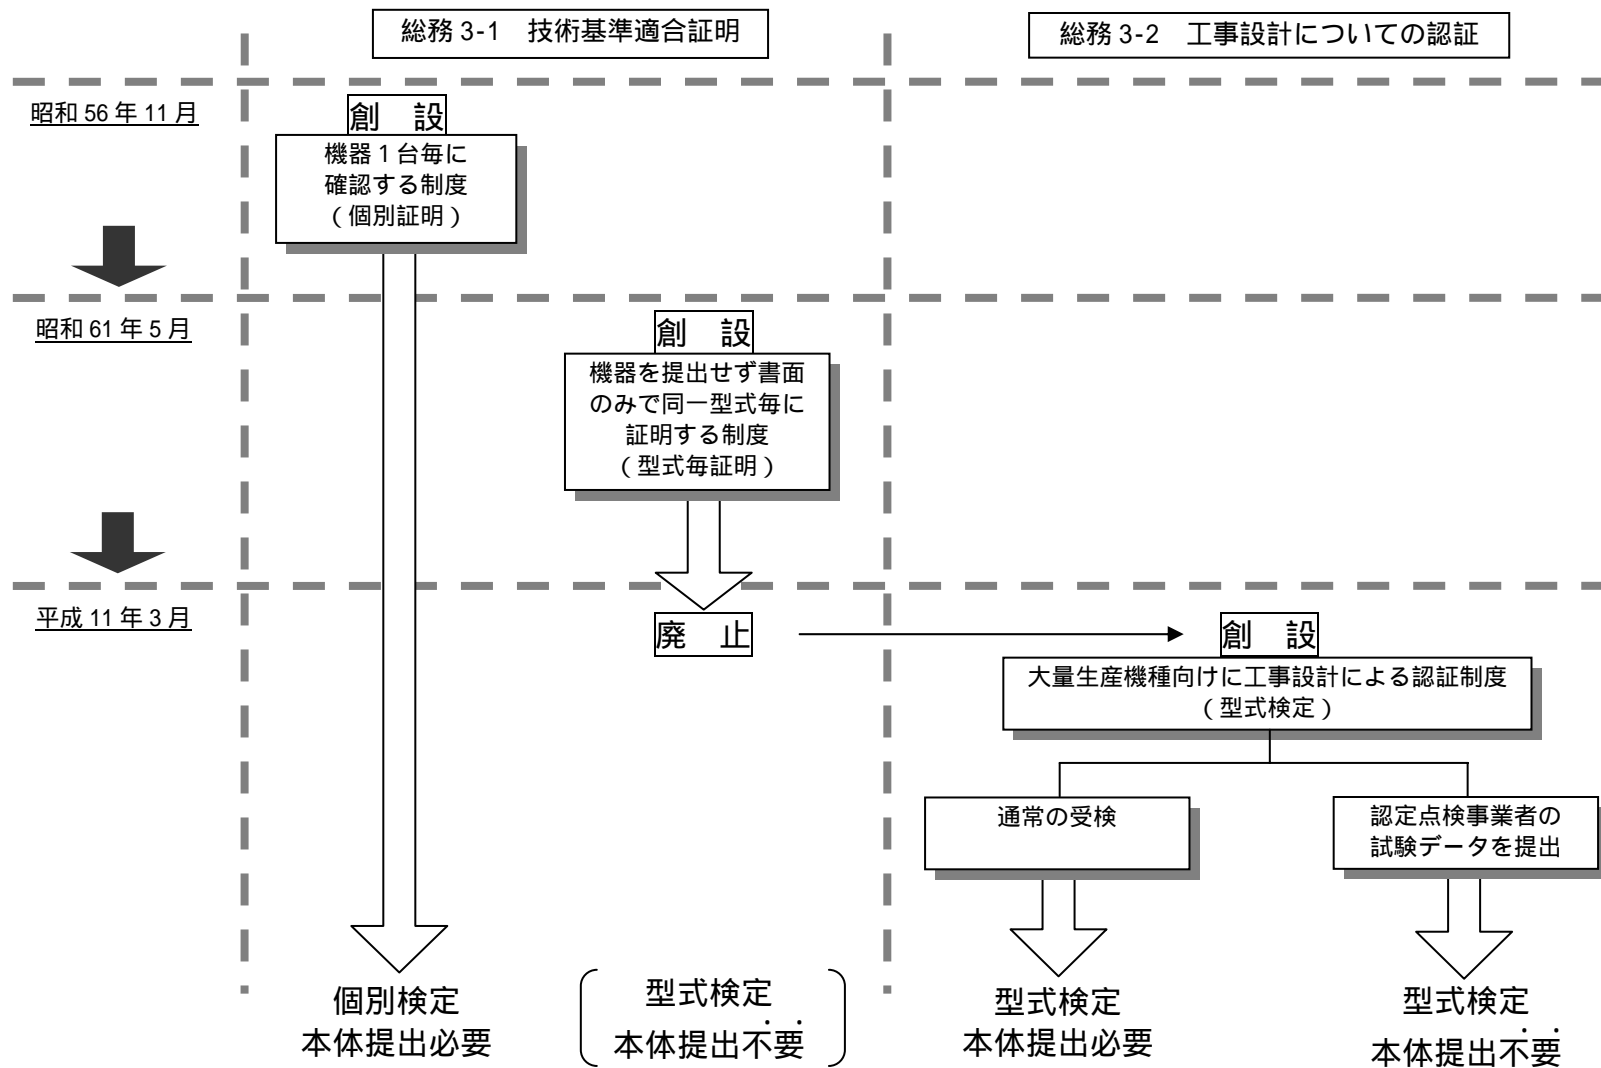 総務 3-1　技術基準適合証明
総務 3-2　工事設計についての認証
昭和 56 年 11 月
創　設
機器 1 台毎に
確認する制度
（個別証明）
昭和 61 年 5 月
創　設
機器を提出せず書面
のみで同一型式毎に
証明する制度
（型式毎証明）
平成 11 年 3 月
廃　止
創　設
大量生産機種向けに工事設計による認証制度
（型式検定）
通常の受検
認定点検事業者の
試験データを提出
個別検定
本体提出必要
型式検定
本体提出不要
型式検定
本体提出必要
型式検定
本体提出不要